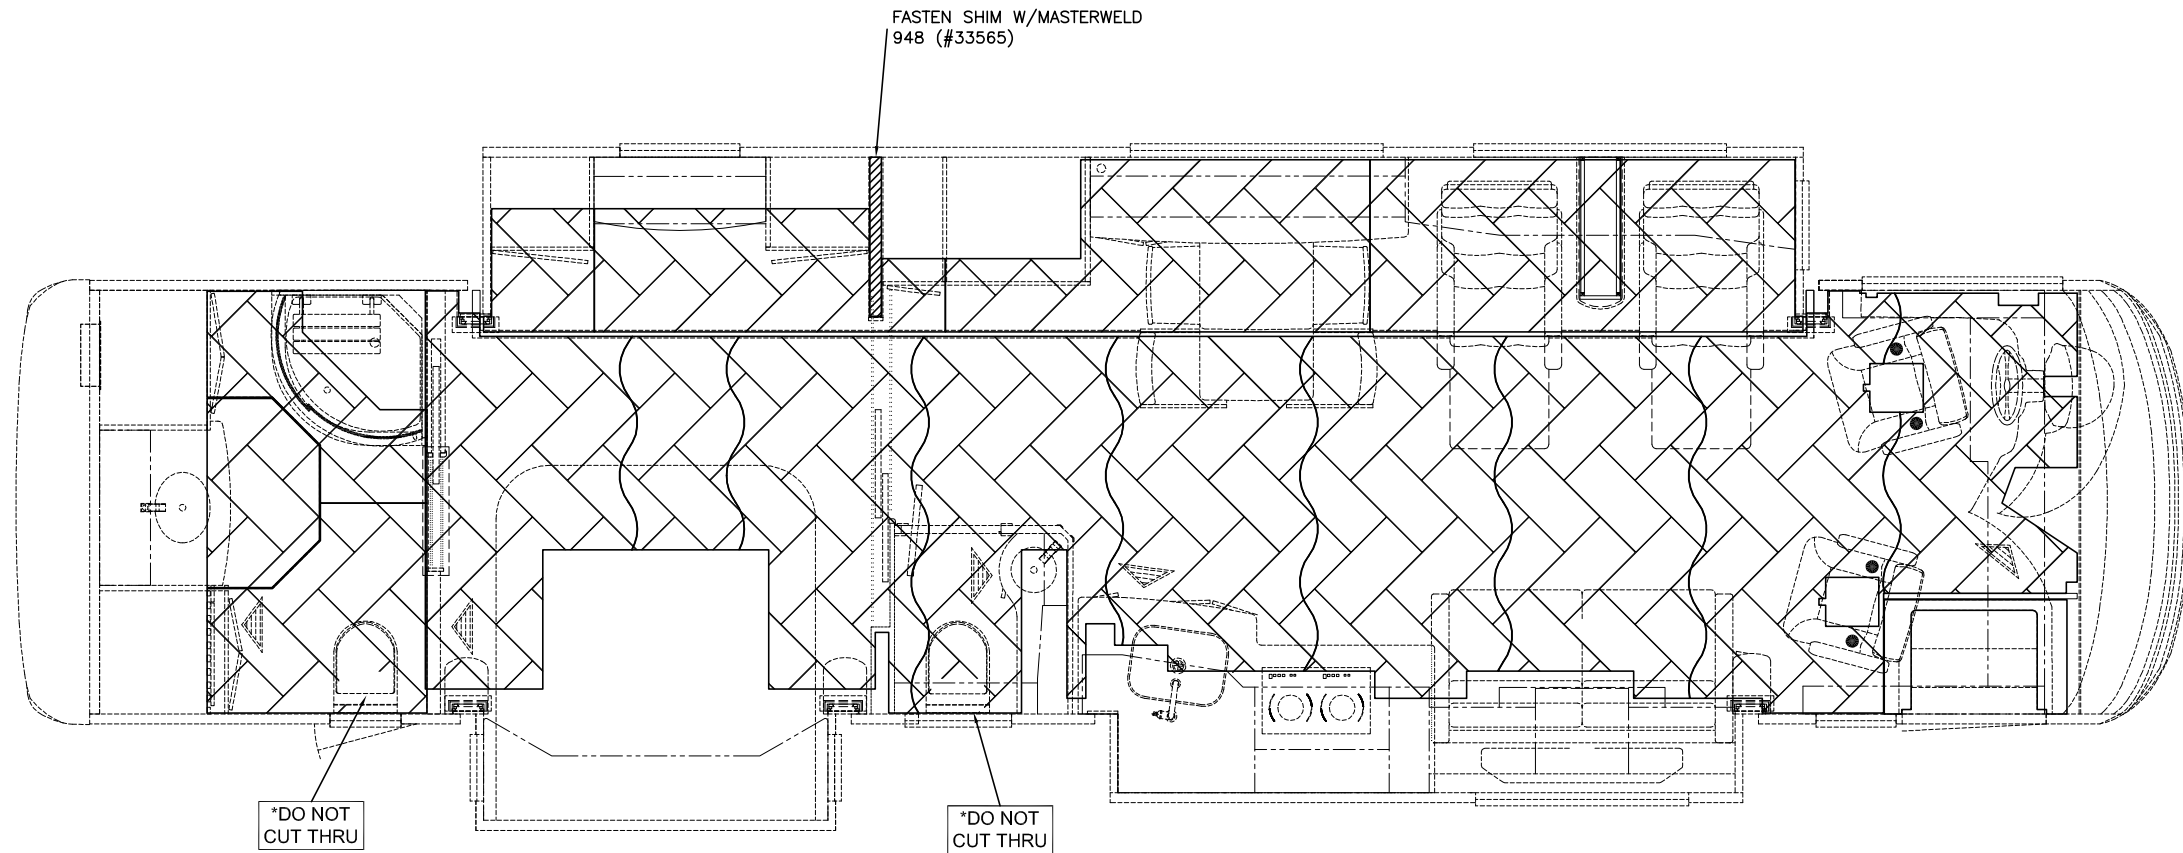 FASTEN SHIM W/MASTERWELD
948 (#33565)
*DO NOT
CUT THRU
*DO NOT
CUT THRU